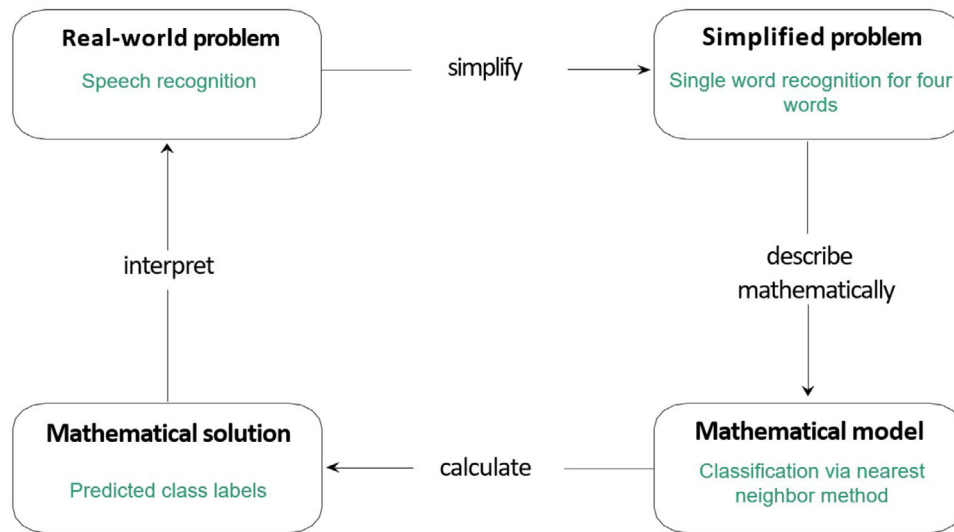 Real-world problem
Speech recognition
simplify
Simplified problem
Single word recognition for four
words
interpret
describe
mathematically
Mathematical solution
Predicted class labels
calculate
Mathematical model
Classification via nearest
neighbor method